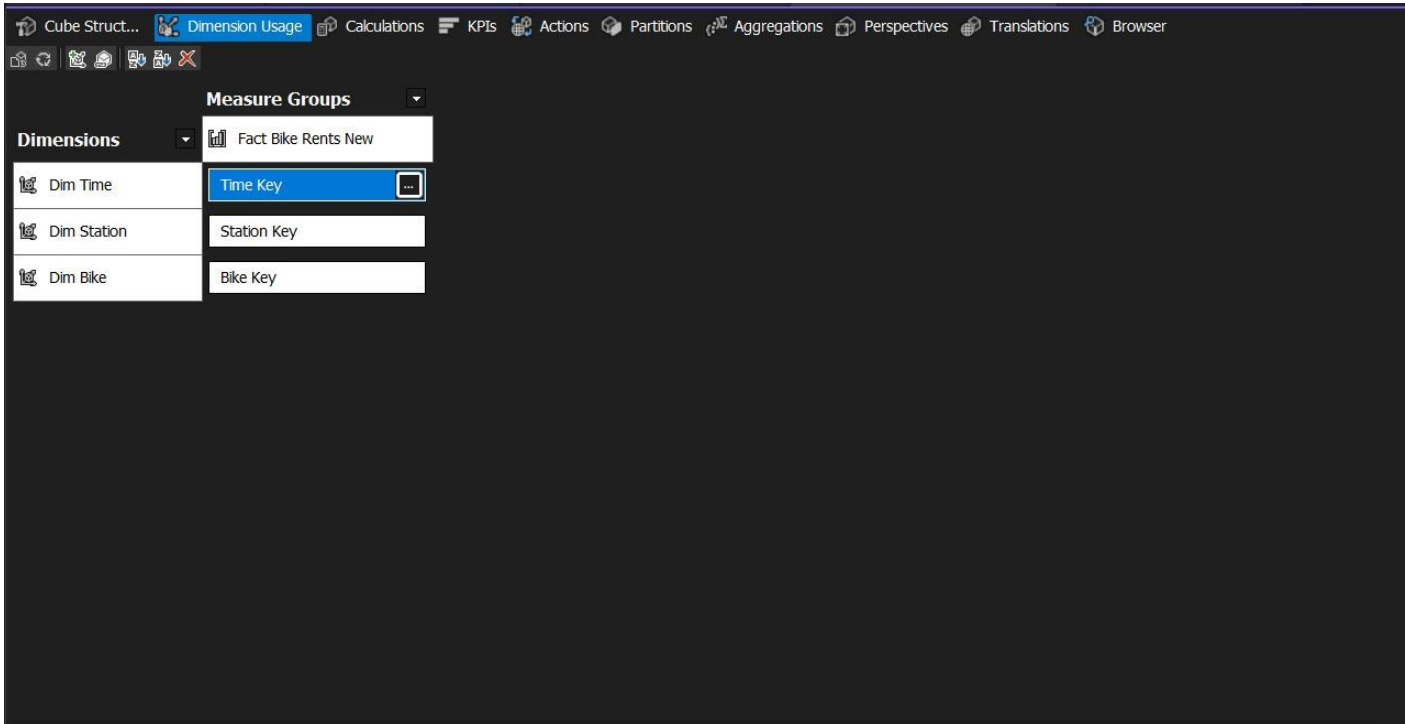 Cube Struct... Dimension Usage Calculations KPIs Actions Partitions Aggregations Perspectives Translations Browser
Measure Groups
Dimensions Fact Bike Rents New
Dim Time Time Key ...
Dim Station Station Key
Dim Bike Bike Key